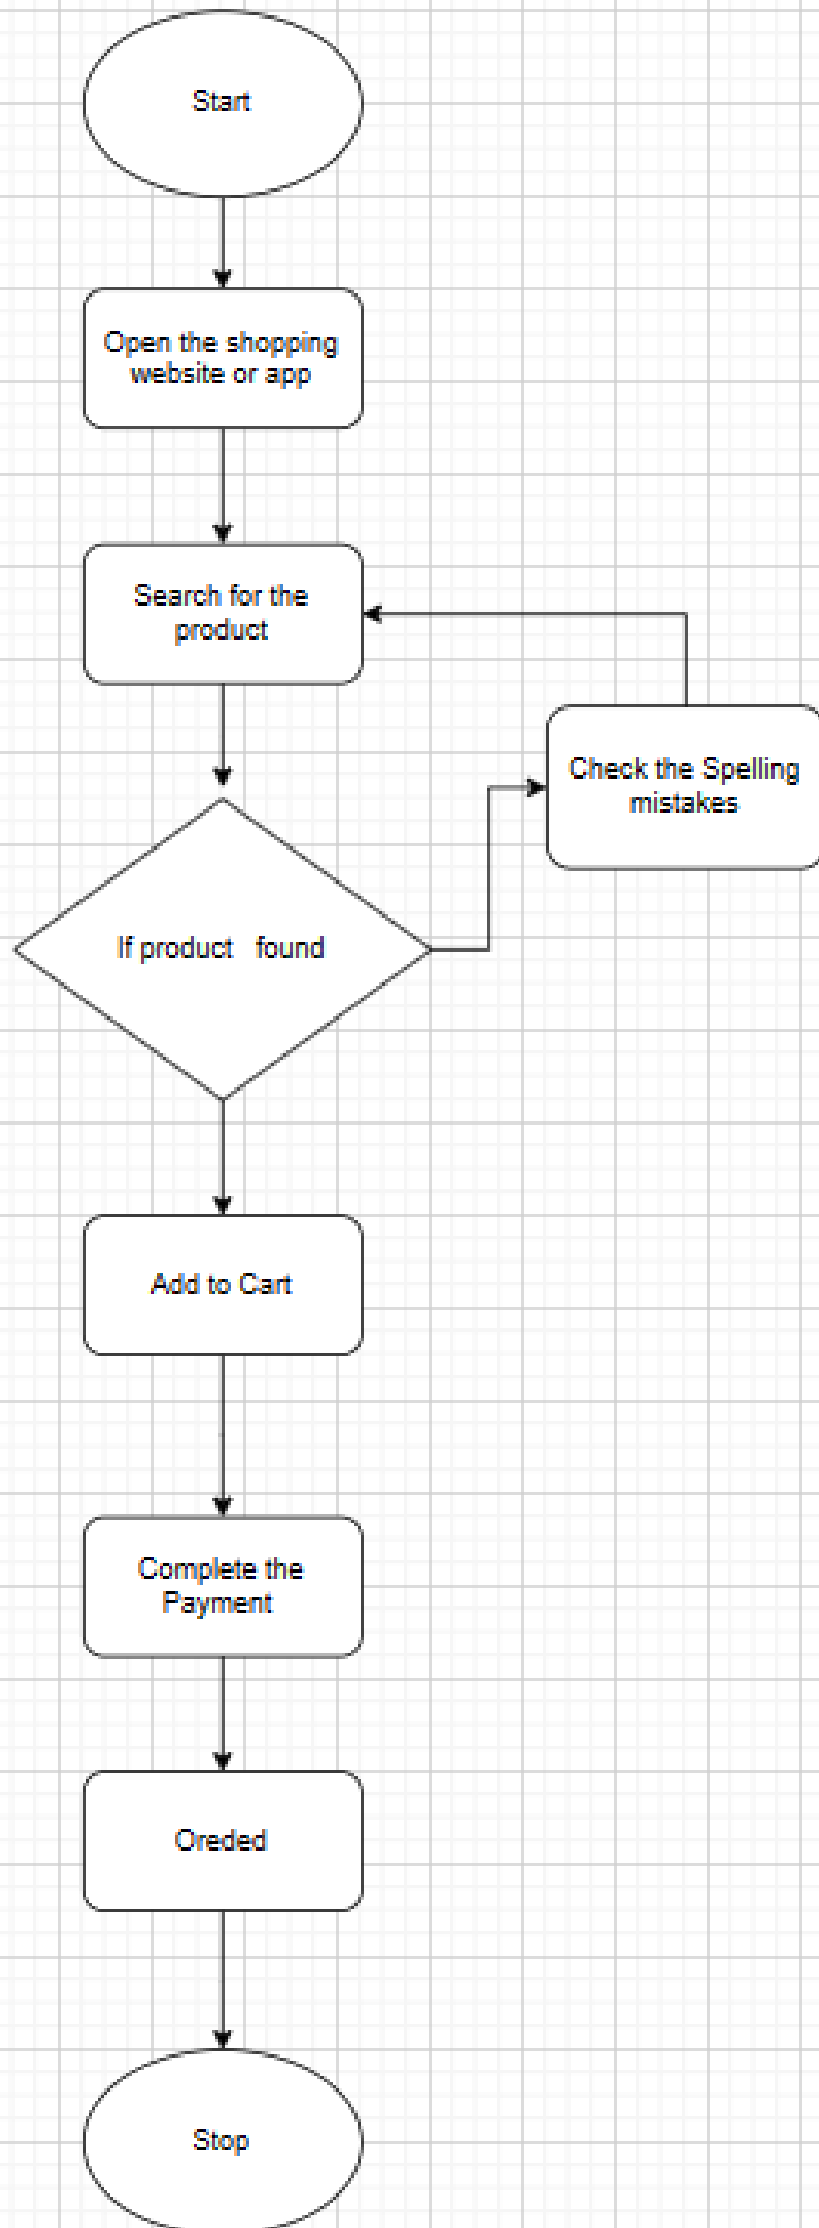 Start
Open the shopping
website or app
Search for the
product
Check the Spelling
mistakes
If product found
Add to Cart
Complete the
Payment
Oreded
Stop